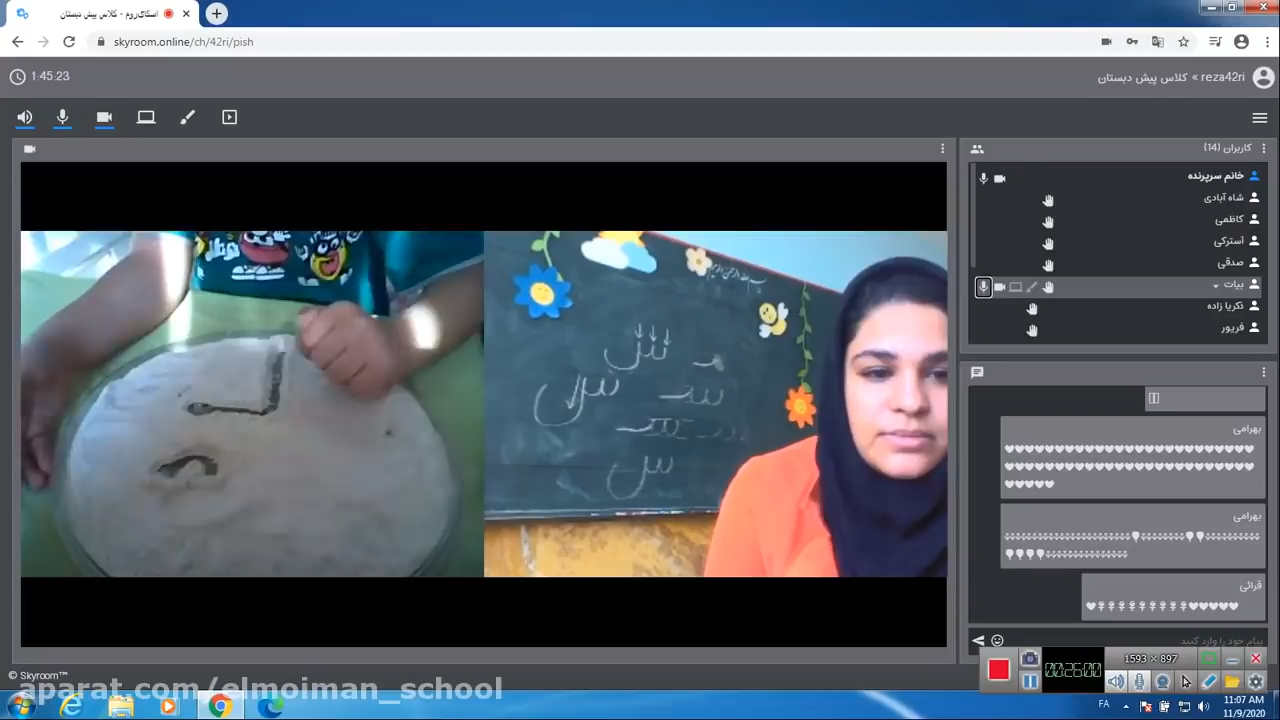 اسکای‌روم - کلاس پیش دبستان
skyroom.online/ch/42ri/pish
1:45:23
کلاس پیش دبستان « reza42ri
کاربران (14)
خانم سرپرنده
شاه آبادی
کاظمی
آسترکی
صدقی
بیات
ذکریا زاده
فریور
بهرامی
بهرامی
قرائی
پیام خود را وارد کنید
© Skyroom™
aparat.com/elmoiman_school
1593 × 897
00:26:00
FA
11:07 AM
11/9/2020